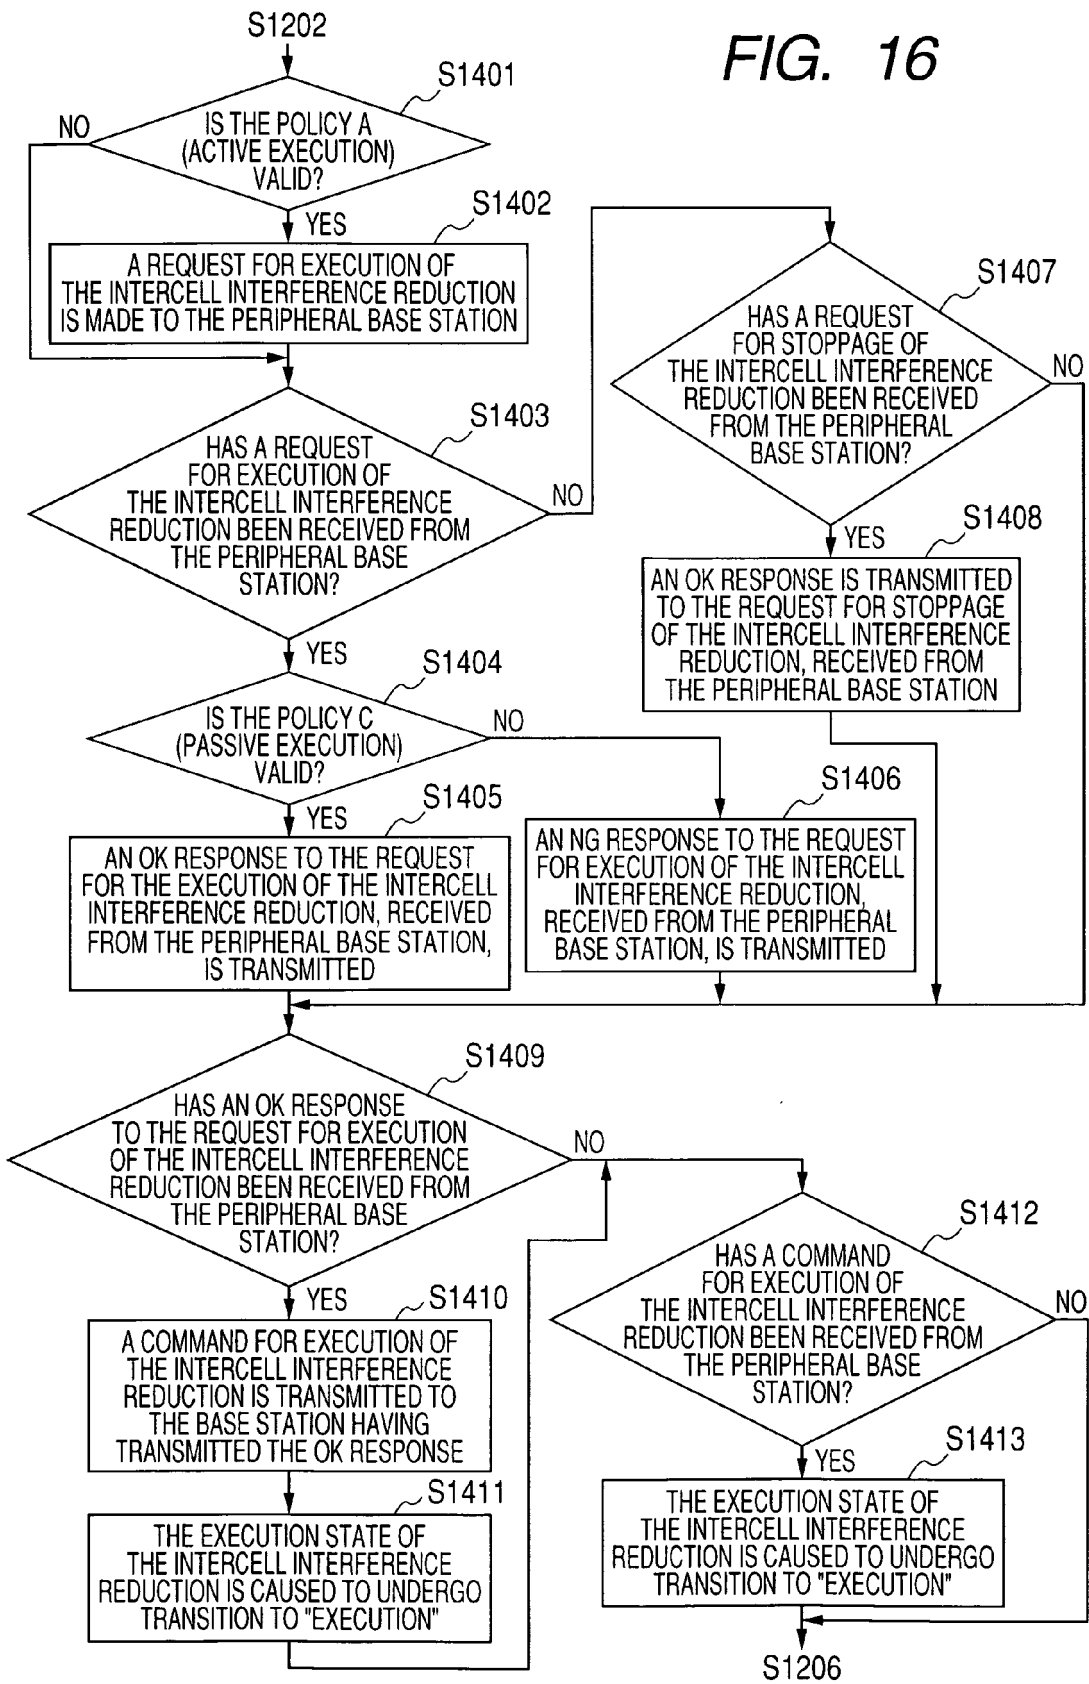 S1202
FIG. 16
S1401
IS THE POLICY A
(ACTIVE EXECUTION)
VALID?
NO
YES
S1402
A REQUEST FOR EXECUTION OF
THE INTERCELL INTERFERENCE REDUCTION
IS MADE TO THE PERIPHERAL BASE STATION
S1403
HAS A REQUEST
FOR EXECUTION OF
THE INTERCELL INTERFERENCE
REDUCTION BEEN RECEIVED FROM
THE PERIPHERAL BASE
STATION?
NO
YES
S1407
HAS A REQUEST
FOR STOPPAGE OF
THE INTERCELL INTERFERENCE
REDUCTION BEEN RECEIVED
FROM THE PERIPHERAL
BASE STATION?
NO
YES
S1408
AN OK RESPONSE IS TRANSMITTED
TO THE REQUEST FOR STOPPAGE
OF THE INTERCELL INTERFERENCE
REDUCTION, RECEIVED FROM
THE PERIPHERAL BASE STATION
S1404
IS THE POLICY C
(PASSIVE EXECUTION)
VALID?
NO
YES
S1405
AN OK RESPONSE TO THE REQUEST
FOR THE EXECUTION OF THE INTERCELL
INTERFERENCE REDUCTION, RECEIVED
FROM THE PERIPHERAL BASE STATION,
IS TRANSMITTED
S1406
AN NG RESPONSE TO THE REQUEST
FOR EXECUTION OF THE INTERCELL
INTERFERENCE REDUCTION,
RECEIVED FROM THE PERIPHERAL
BASE STATION, IS TRANSMITTED
S1409
HAS AN OK RESPONSE
TO THE REQUEST FOR EXECUTION
OF THE INTERCELL INTERFERENCE
REDUCTION BEEN RECEIVED FROM
THE PERIPHERAL BASE
STATION?
NO
YES
S1410
A COMMAND FOR EXECUTION OF
THE INTERCELL INTERFERENCE
REDUCTION IS TRANSMITTED TO
THE BASE STATION HAVING
TRANSMITTED THE OK RESPONSE
S1411
THE EXECUTION STATE OF
THE INTERCELL INTERFERENCE
REDUCTION IS CAUSED TO UNDERGO
TRANSITION TO "EXECUTION"
S1412
HAS A COMMAND
FOR EXECUTION OF
THE INTERCELL INTERFERENCE
REDUCTION BEEN RECEIVED FROM
THE PERIPHERAL BASE
STATION?
NO
YES
S1413
THE EXECUTION STATE OF
THE INTERCELL INTERFERENCE
REDUCTION IS CAUSED TO UNDERGO
TRANSITION TO "EXECUTION"
S1206